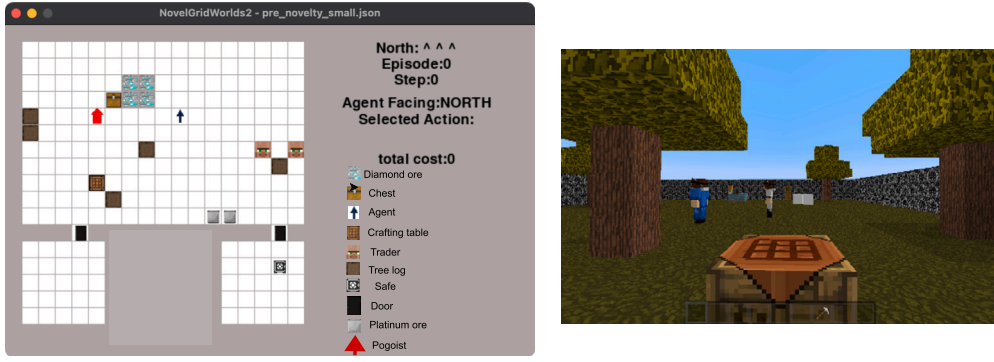 NovelGridWorlds2 - pre_novelty_small.json
North: ^ ^ ^
Episode:0
Step:0
Agent Facing:NORTH
Selected Action:
total cost:0
Diamond ore
Chest
Agent
Crafting table
Trader
Tree log
Safe
Door
Platinum ore
Pogoist